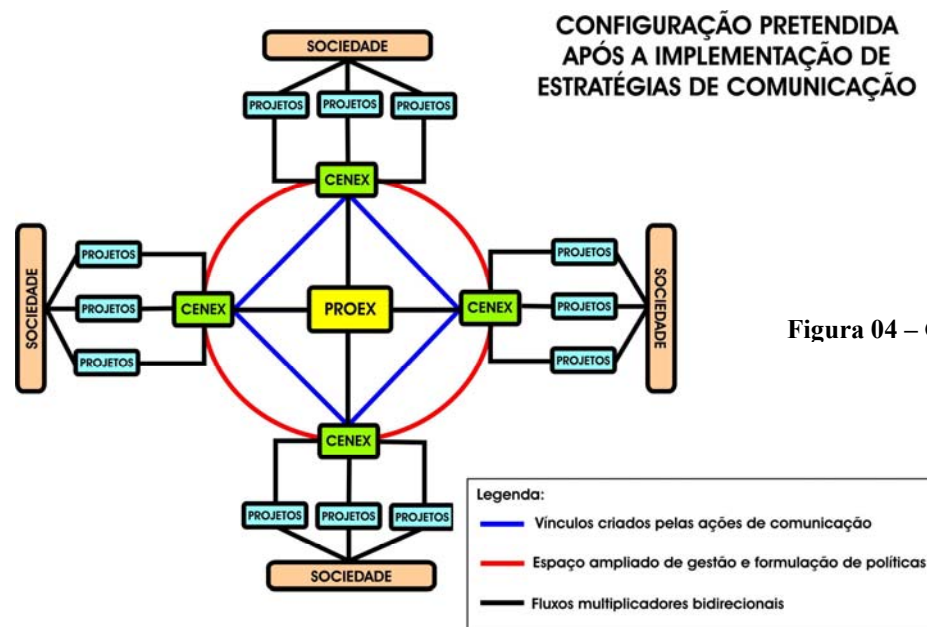 CONFIGURAÇÃO PRETENDIDA
APÓS A IMPLEMENTAÇÃO DE
ESTRATÉGIAS DE COMUNICAÇÃO
SOCIEDADE
PROJETOS PROJETOS PROJETOS
CENEX
SOCIEDADE
PROJETOS
PROJETOS
PROJETOS
CENEX
PROEX
CENEX
PROJETOS
PROJETOS
PROJETOS
SOCIEDADE
Figura 04 –
CENEX
PROJETOS PROJETOS PROJETOS
SOCIEDADE
Legenda:
Vínculos criados pelas ações de comunicação
Espaço ampliado de gestão e formulação de políticas
Fluxos multiplicadores bidirecionais